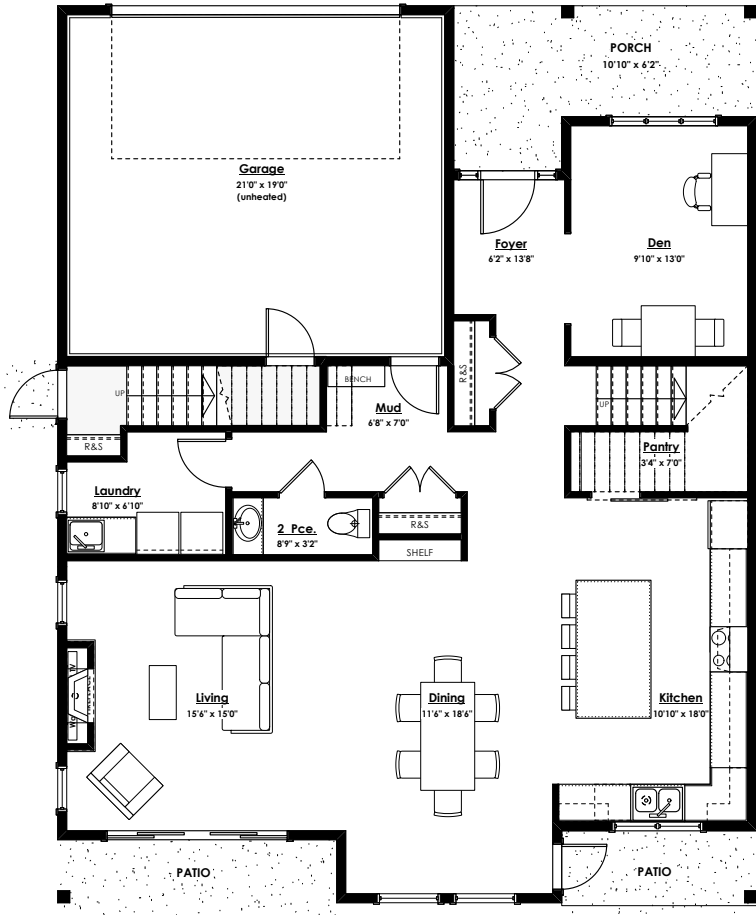 PORCH
10'10" x 6'2"
Garage
21'0" x 19'0"
(unheated)
Foyer
6'2" x 13'8"
Den
9'10" x 13'0"
R&S
UP
BENCH
Mud
6'8" x 7'0"
UP
R&S
Pantry
3'4" x 7'0"
Laundry
8'10" x 6'10"
2 Pce.
8'9" x 3'2"
R&S
SHELF
TV
Living
15'6" x 15'0"
Dining
11'6" x 18'6"
Kitchen
10'10" x 18'0"
PATIO
PATIO